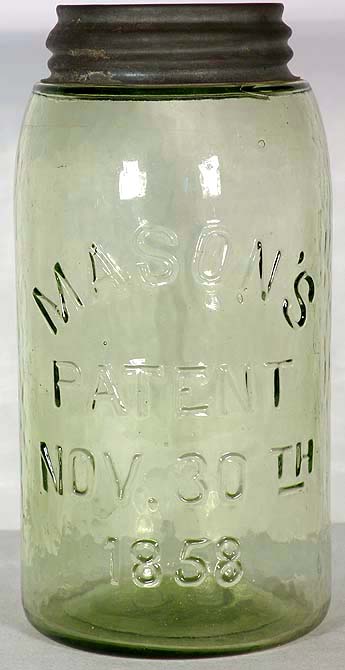 MASON'S
PATENT
NOV. 30TH
1858